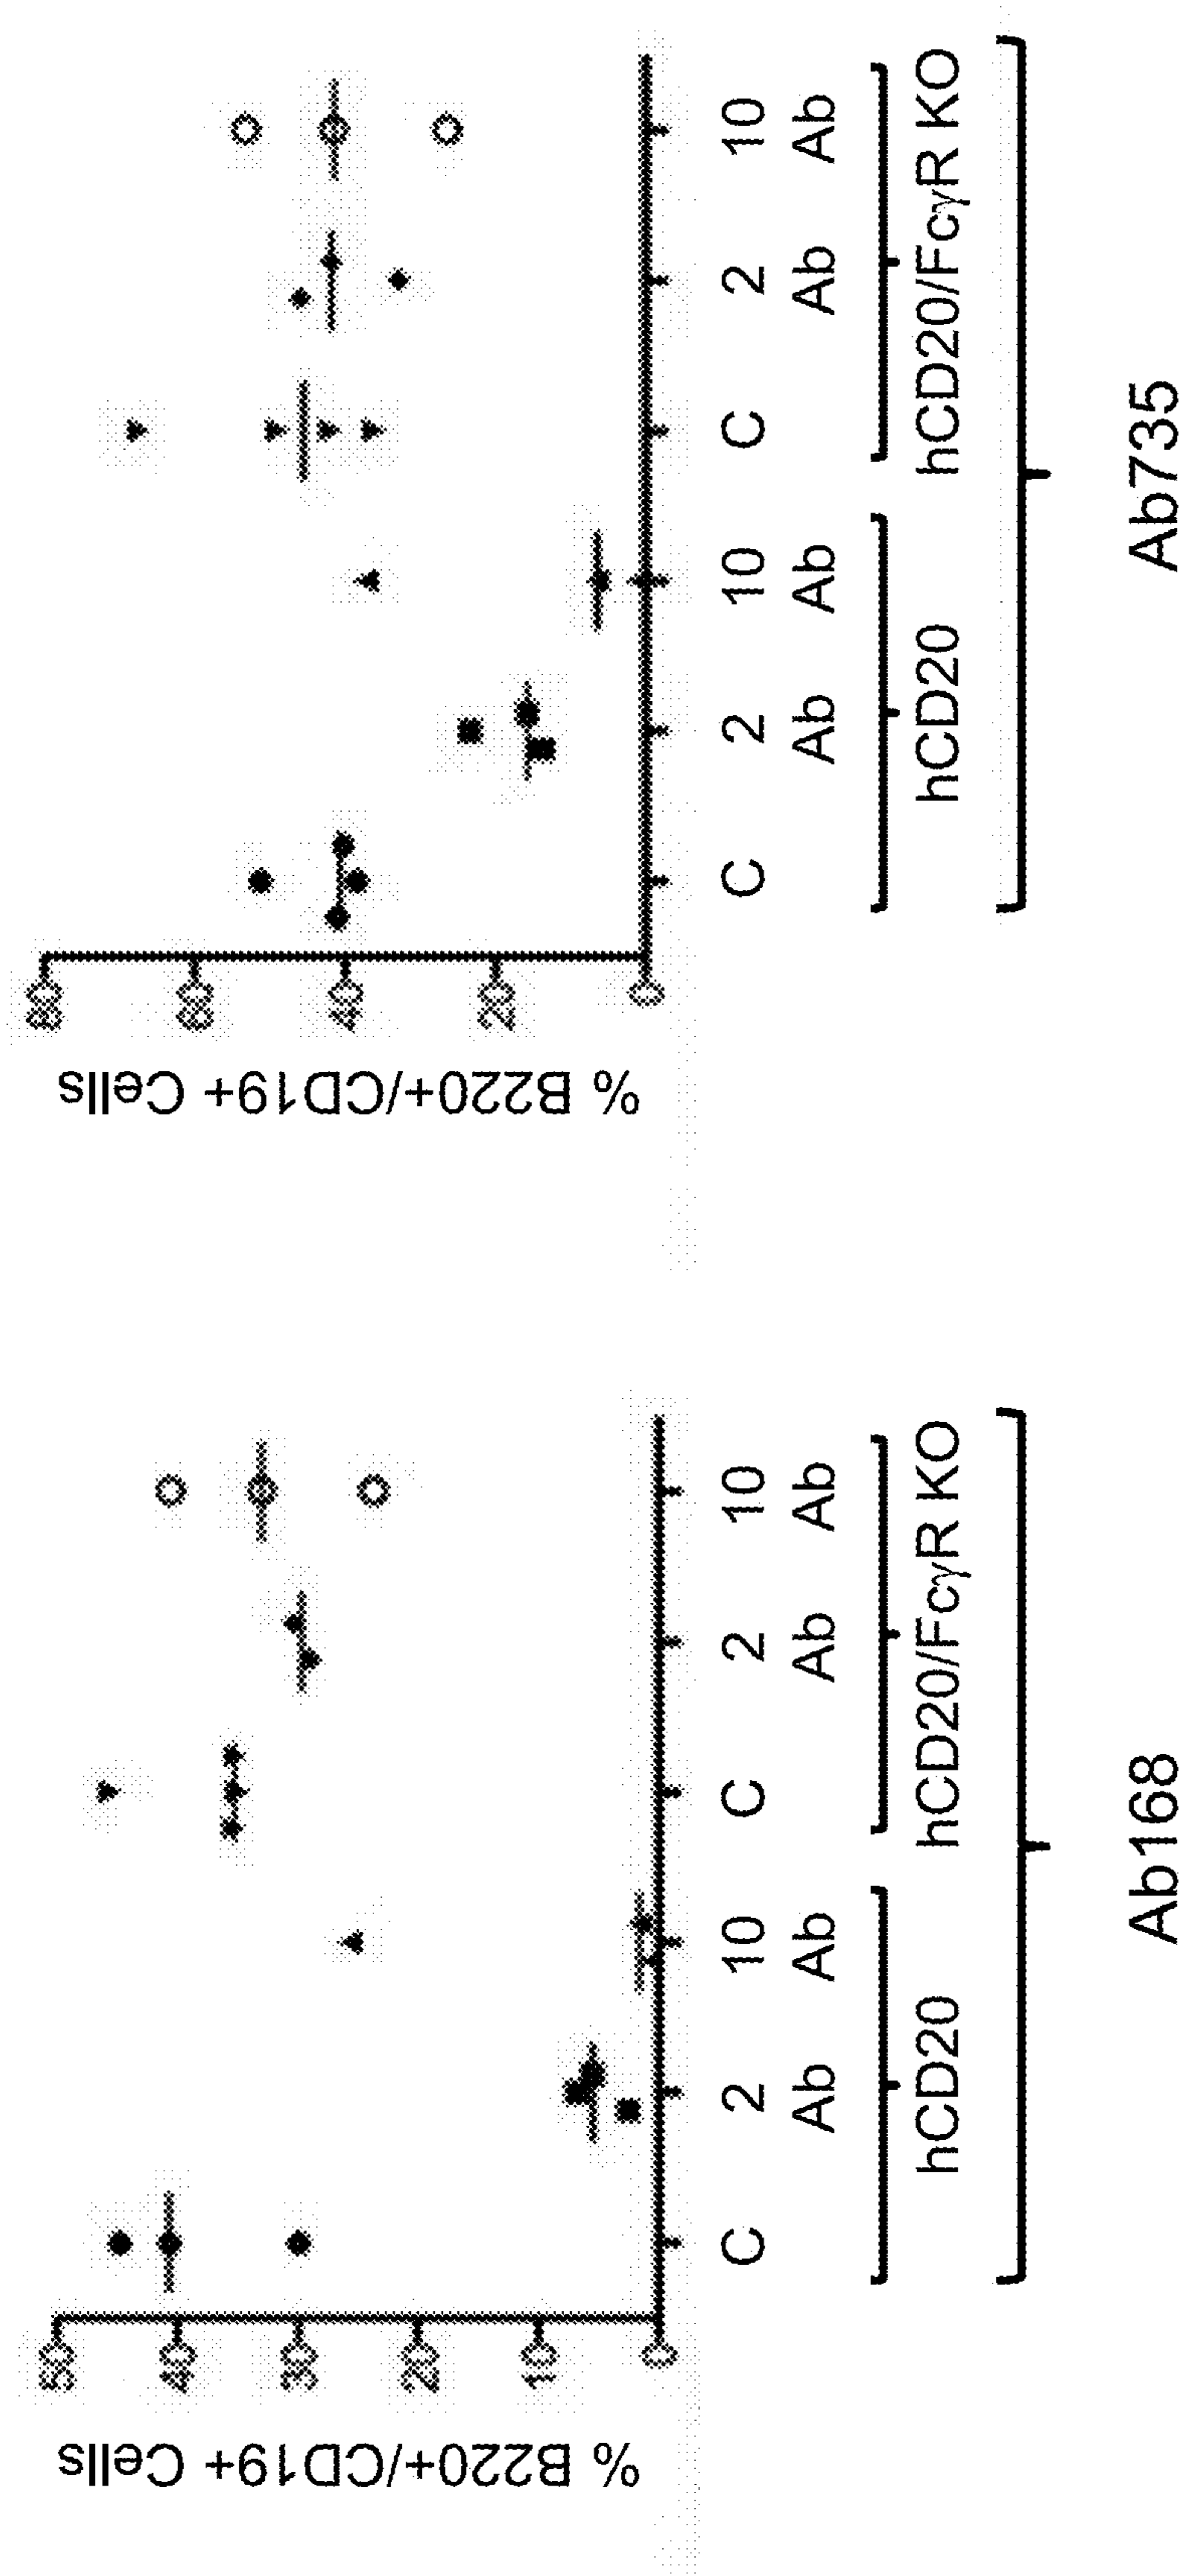 % B220+/CD19+ Cells
50
40
30
20
10
0
C 2 10 C 2 10
Ab Ab Ab Ab
hCD20 hCD20/FcγR KO
Ab168
% B220+/CD19+ Cells
80
60
40
20
0
C 2 10 C 2 10
Ab Ab Ab Ab
hCD20 hCD20/FcγR KO
Ab735